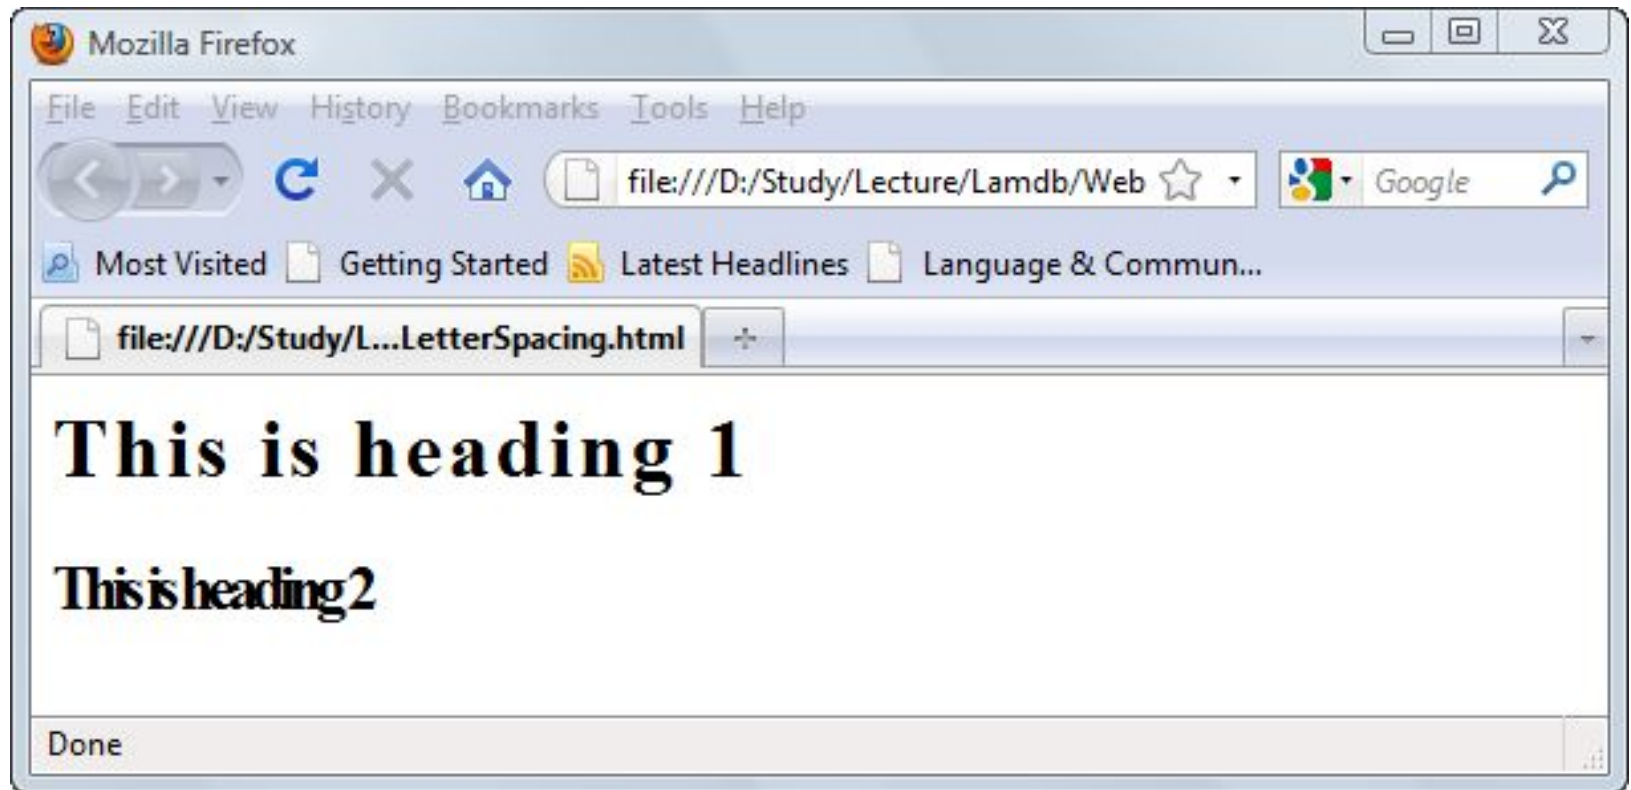 Mozilla Firefox
File Edit View History Bookmarks Tools Help
file:///D:/Study/Lecture/Lamdb/Web Google
Most Visited Getting Started Latest Headlines Language & Commun...
file:///D:/Study/L...LetterSpacing.html
This is heading 1
This is heading 2
Done